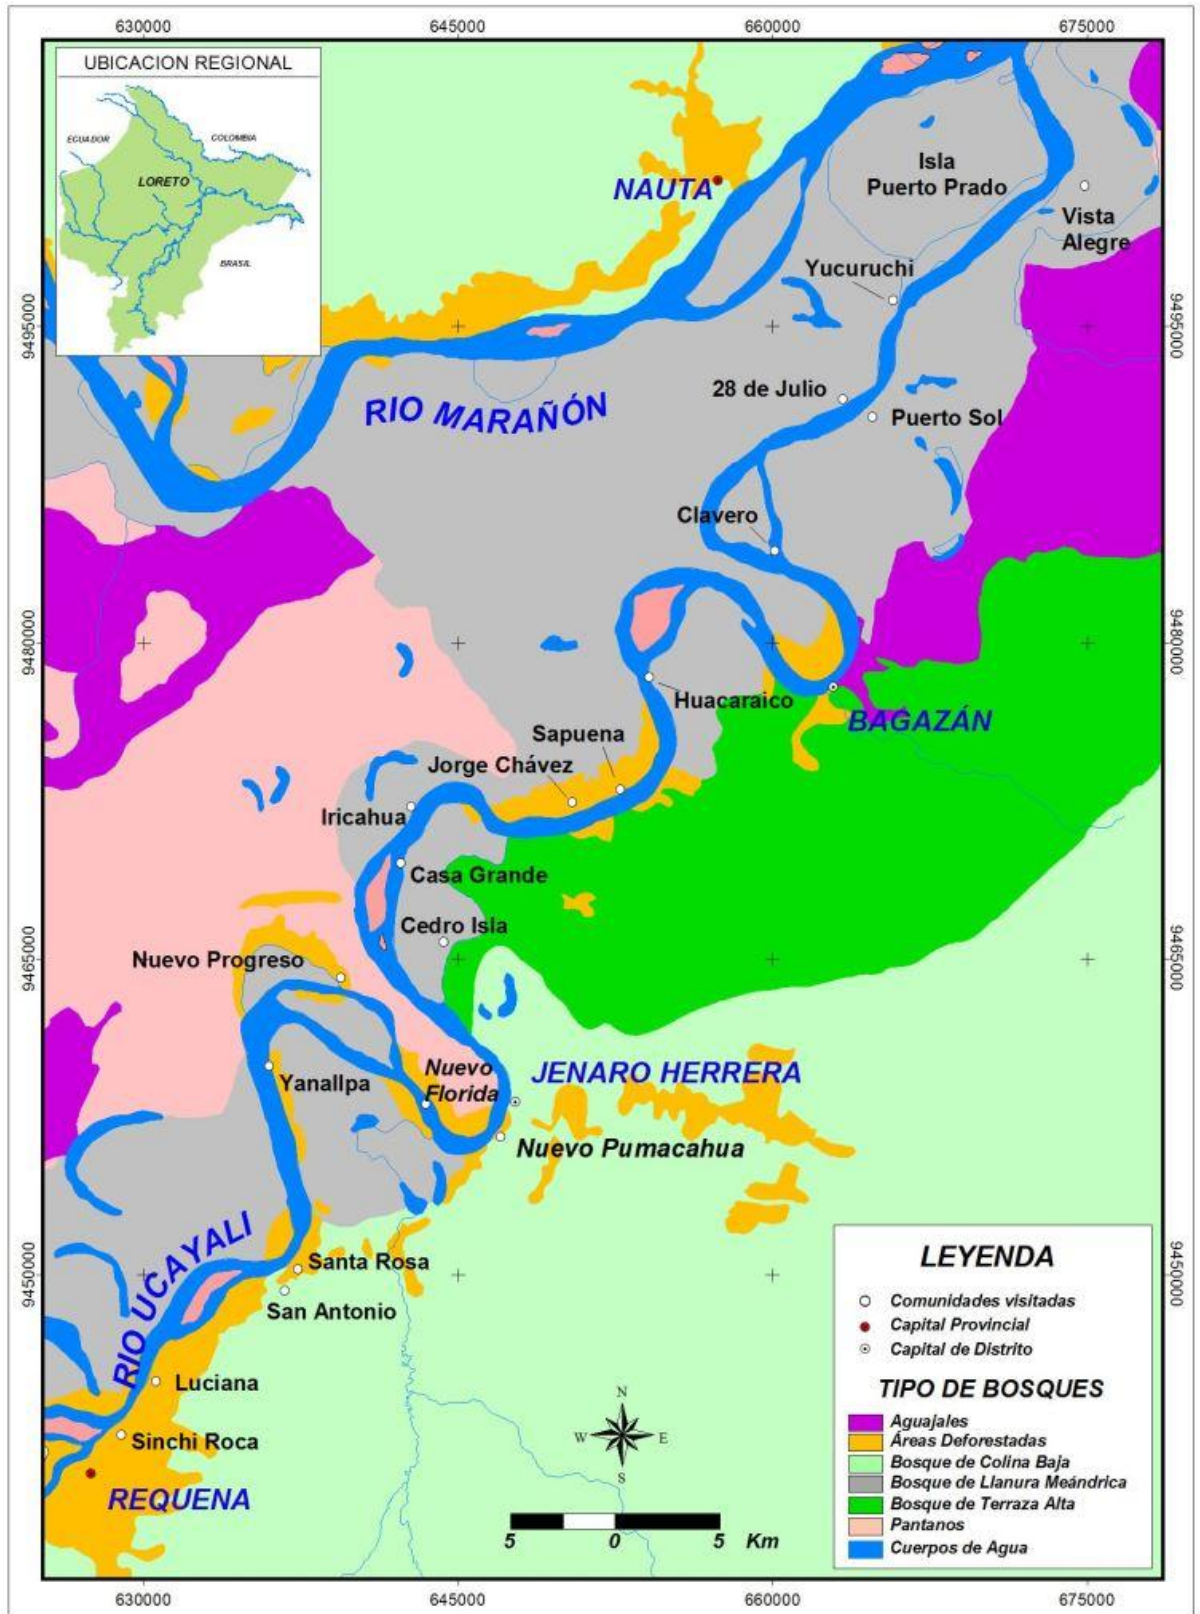 630000
645000
660000
675000
UBICACION REGIONAL
ECUADOR
COLOMBIA
LORETO
BRASIL
NAUTA
Isla
Puerto Prado
Vista
Alegre
Yucuruchi
9495000
9495000
RIO MARAÑÓN
28 de Julio
Puerto Sol
Clavero
9480000
9480000
Huacaraico
BAGAZÁN
Sapuena
Jorge Chávez
Iricahua
Casa Grande
Cedro Isla
Nuevo Progreso
9465000
9465000
Yanallpa
Nuevo
Florida
JENARO HERRERA
Nuevo Pumacahua
RIO UCAYALI
9450000
9450000
Santa Rosa
San Antonio
Luciana
Sinchi Roca
REQUENA
N
W
E
S
5
0
5
Km
LEYENDA
Comunidades visitadas
Capital Provincial
Capital de Distrito
TIPO DE BOSQUES
Aguajales
Áreas Deforestadas
Bosque de Colina Baja
Bosque de Llanura Meándrica
Bosque de Terraza Alta
Pantanos
Cuerpos de Agua
630000
645000
660000
675000